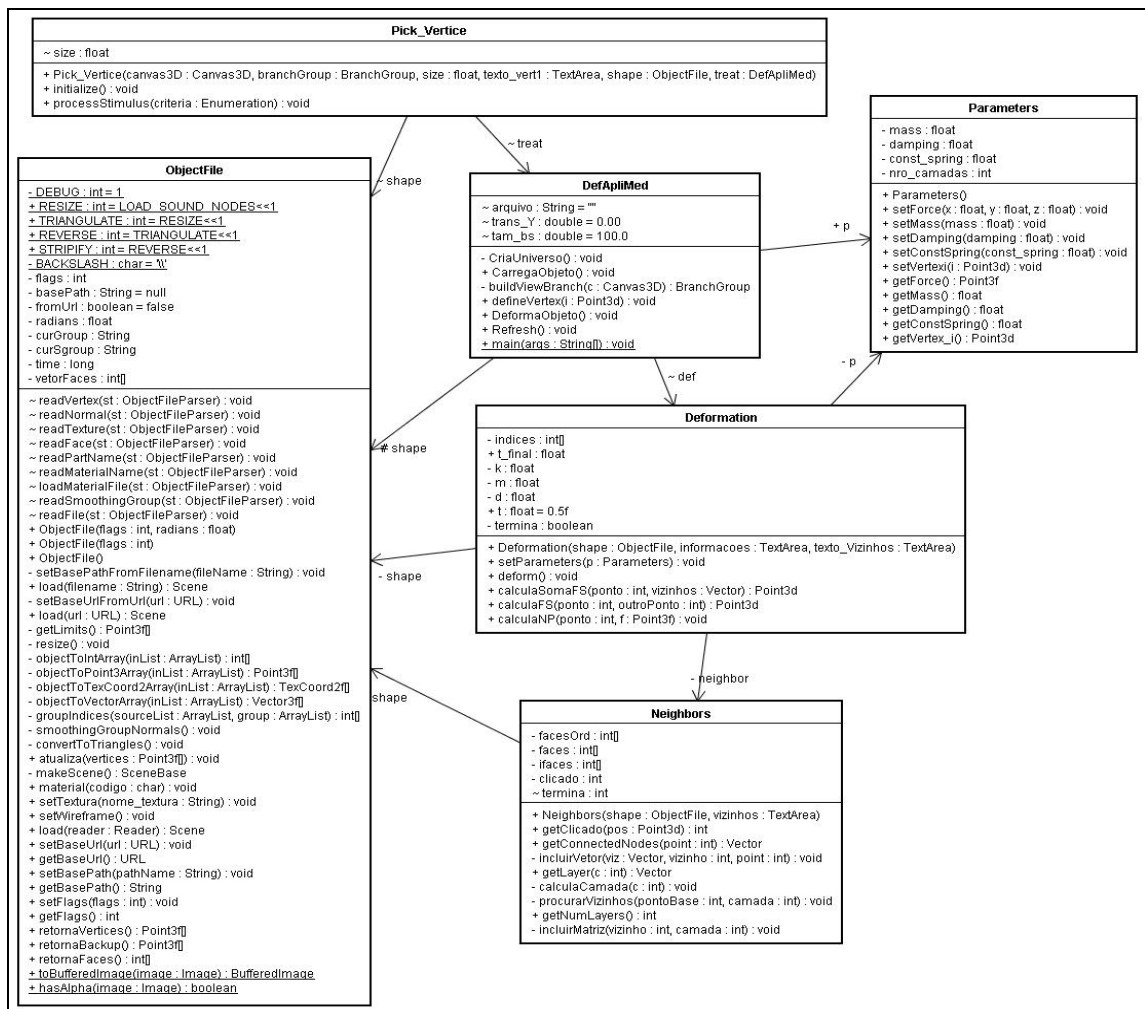 Pick_Vertice
~ size : float
+ Pick_Vertice(canvas3D : Canvas3D, branchGroup : BranchGroup, size : float, texto_vert1 : TextArea, shape : ObjectFile, treat : DefApliMed)
+ initialize() : void
+ processStimulus(criteria : Enumeration) : void
~ shape
~ treat
ObjectFile
- DEBUG : int = 1
+ RESIZE : int = LOAD_SOUND_NODES<<1
+ TRIANGULATE : int = RESIZE<<1
+ REVERSE : int = TRIANGULATE<<1
+ STRIPIFY : int = REVERSE<<1
- BACKSLASH : char = '\\'
- flags : int
- basePath : String = null
- fromUrl : boolean = false
- radians : float
- curGroup : String
- curSgroup : String
- time : long
- vetorFaces : int[]
~ readVertex(st : ObjectFileParser) : void
~ readNormal(st : ObjectFileParser) : void
~ readTexture(st : ObjectFileParser) : void
~ readFace(st : ObjectFileParser) : void
~ readPartName(st : ObjectFileParser) : void
~ readMaterialName(st : ObjectFileParser) : void
~ loadMaterialFile(st : ObjectFileParser) : void
~ readSmoothingGroup(st : ObjectFileParser) : void
~ readFile(st : ObjectFileParser) : void
+ ObjectFile(flags : int, radians : float)
+ ObjectFile(flags : int)
+ ObjectFile()
- setBasePathFromFilename(fileName : String) : void
+ load(filename : String) : Scene
- setBaseUrlFromUrl(url : URL) : void
+ load(url : URL) : Scene
- getLimits() : Point3f[]
- resize() : void
- objectToIntArray(inList : ArrayList) : int[]
- objectToPoint3Array(inList : ArrayList) : Point3f[]
- objectToTexCoord2Array(inList : ArrayList) : TexCoord2f[]
- objectToVectorArray(inList : ArrayList) : Vector3f[]
- groupIndices(sourceList : ArrayList, group : ArrayList) : int[]
- smoothingGroupNormals() : void
- convertToTriangles() : void
+ atualiza(vertices : Point3f[]) : void
- makeScene() : SceneBase
+ material(codigo : char) : void
+ setTextura(nome_textura : String) : void
+ setWireframe() : void
+ load(reader : Reader) : Scene
+ setBaseUrl(url : URL) : void
+ getBaseUrl() : URL
+ setBasePath(pathName : String) : void
+ getBasePath() : String
+ setFlags(flags : int) : void
+ getFlags() : int
+ retornaVertices() : Point3f[]
+ retornaBackup() : Point3f[]
+ retornaFaces() : int[]
+ toBufferedImage(image : Image) : BufferedImage
+ hasAlpha(image : Image) : boolean
DefApliMed
~ arquivo : String = ""
~ trans_Y : double = 0.00
~ tam_bs : double = 100.0
- CriaUniverso() : void
+ CarregaObjeto() : void
- buildViewBranch(c : Canvas3D) : BranchGroup
+ defineVertex(i : Point3d) : void
+ DeformaObjeto() : void
+ Refresh() : void
+ main(args : String[]) : void
+ p
Parameters
- mass : float
- damping : float
- const_spring : float
- nro_camadas : int
+ Parameters()
+ setForce(x : float, y : float, z : float) : void
+ setMass(mass : float) : void
+ setDamping(damping : float) : void
+ setConstSpring(const_spring : float) : void
+ setVertexi(i : Point3d) : void
+ getForce() : Point3f
+ getMass() : float
+ getDamping() : float
+ getConstSpring() : float
+ getVertex_i() : Point3d
# shape
~ def
- p
Deformation
- indices : int[]
+ t_final : float
- k : float
- m : float
- d : float
+ t : float = 0.5f
- termina : boolean
+ Deformation(shape : ObjectFile, informacoes : TextArea, texto_Vizinhos : TextArea)
+ setParameters(p : Parameters) : void
+ deform() : void
+ calculaSomaFS(ponto : int, vizinhos : Vector) : Point3d
+ calculaFS(ponto : int, outroPonto : int) : Point3d
+ calculaNP(ponto : int, f : Point3f) : void
- shape
- neighbor
shape
Neighbors
- facesOrd : int[]
- faces : int[]
- ifaces : int[]
- clicado : int
~ termina : int
+ Neighbors(shape : ObjectFile, vizinhos : TextArea)
+ getClicado(pos : Point3d) : int
+ getConnectedNodes(point : int) : Vector
- incluirVetor(viz : Vector, vizinho : int, point : int) : void
+ getLayer(c : int) : Vector
- calculaCamada(c : int) : void
- procurarVizinhos(pontoBase : int, camada : int) : void
+ getNumLayers() : int
- incluirMatriz(vizinho : int, camada : int) : void